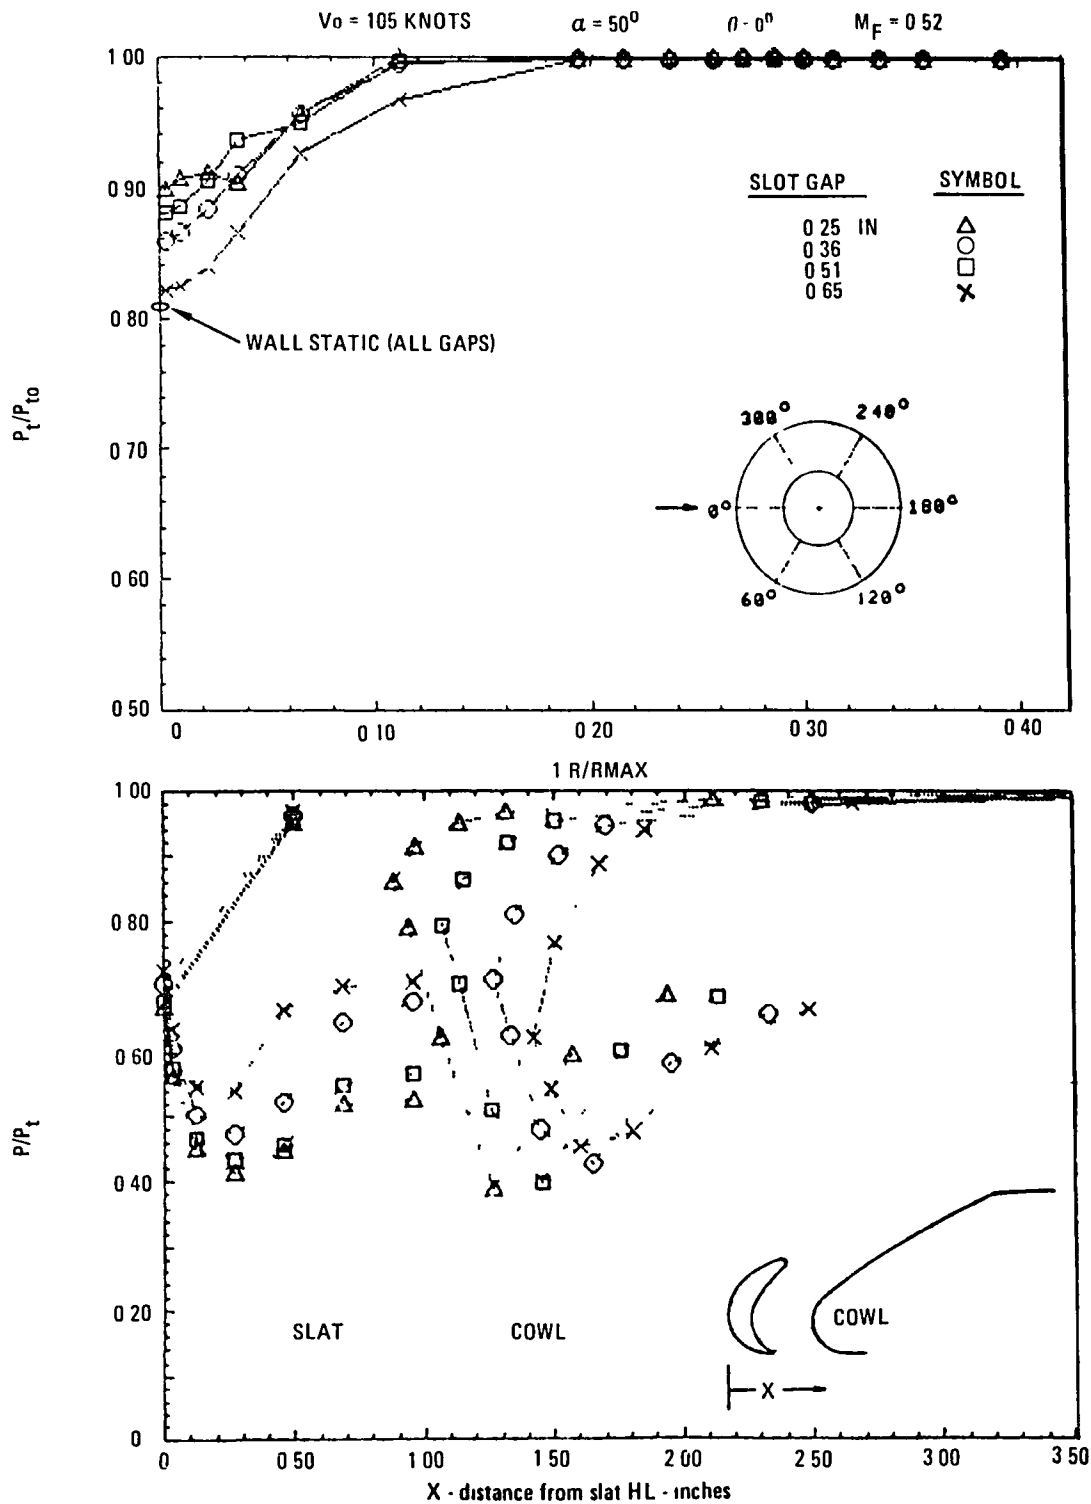 Vo = 105 KNOTS α = 50⁰ β - 0⁰ M_F = 0 52
1 00
0 90
0 80
0 70
0 60
0 50
P_t/P_to
SLOT GAP SYMBOL
0 25 IN △
0 36 ○
0 51 □
0 65 ×
WALL STATIC (ALL GAPS)
300° 240°
0° 180°
60° 120°
0 0 10 0 20 0 30 0 40
1 R/RMAX
1 00
0 80
0 60
0 40
0 20
0
P/P_t
SLAT COWL COWL
X
0 0 50 1 00 1 50 2 00 2 50 3 00 3 50
X - distance from slat HL - inches